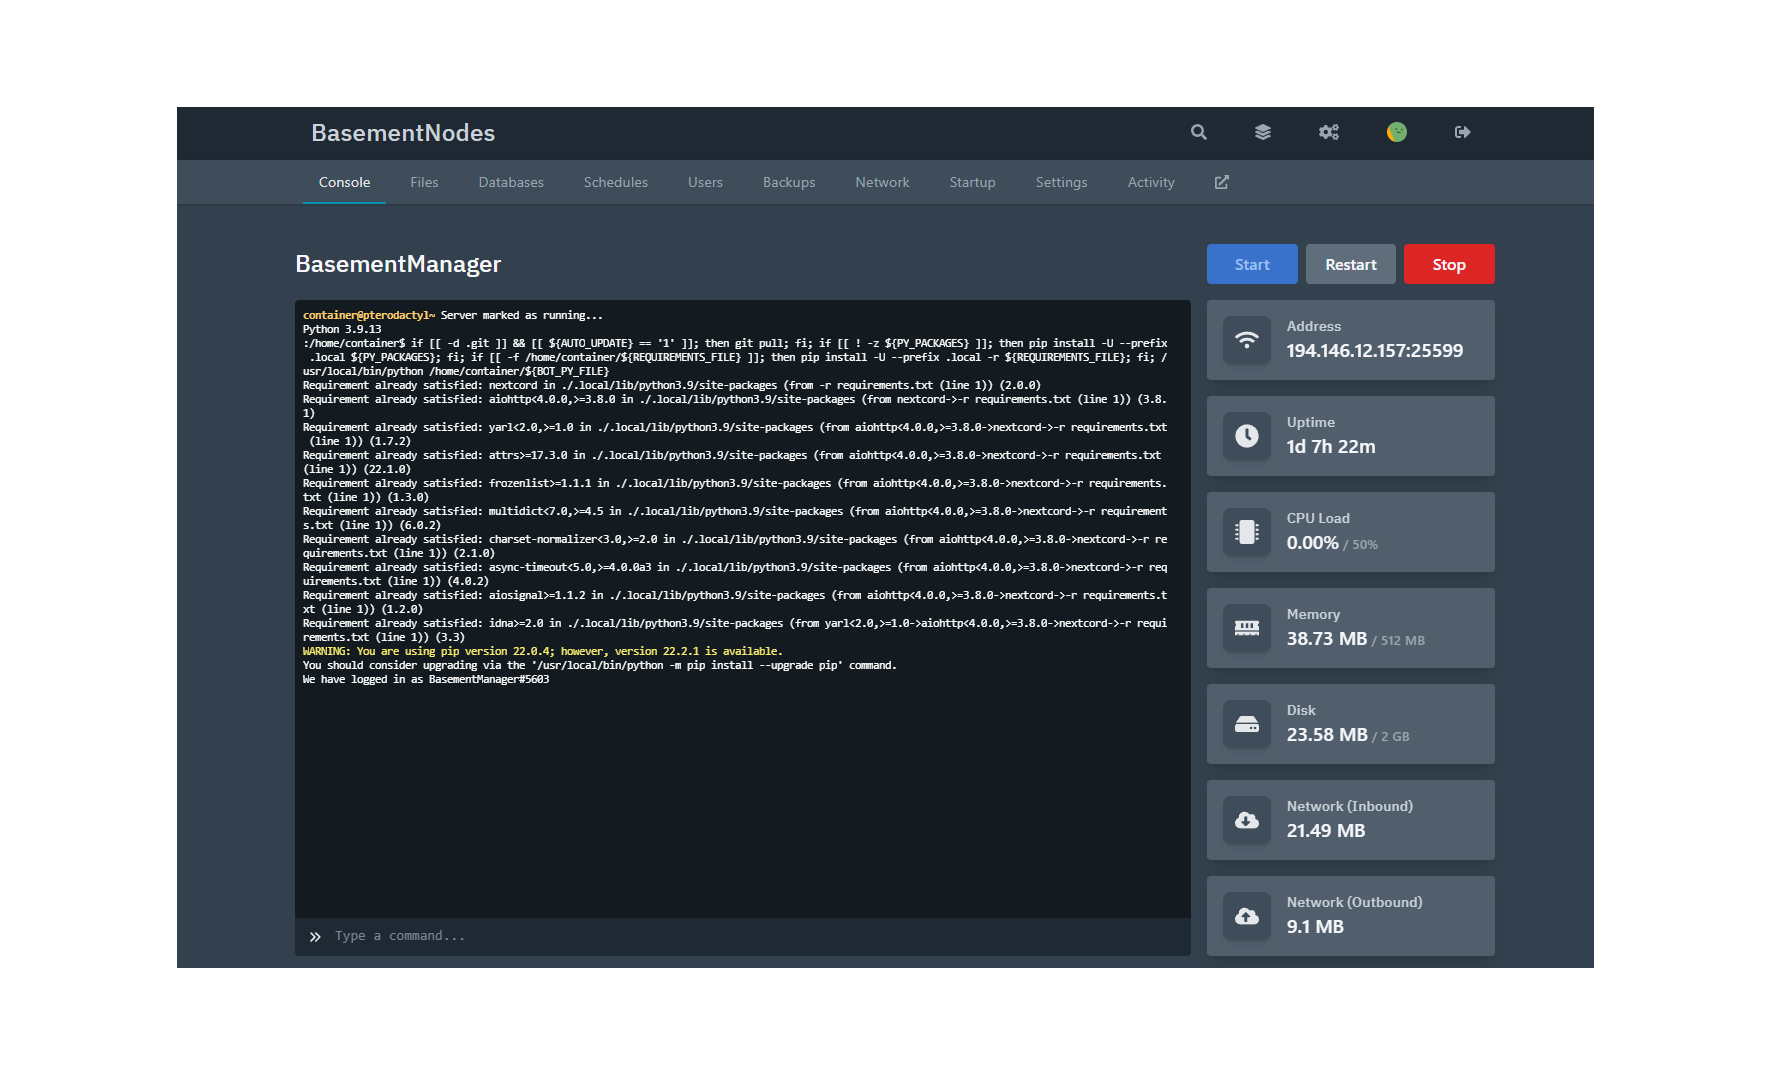 BasementNodes
Console Files Databases Schedules Users Backups Network Startup Settings Activity
BasementManager
Start Restart Stop
container@pterodactyl~ Server marked as running...
Python 3.9.13
:/home/container$ if [[ -d .git ]] && [[ ${AUTO_UPDATE} == '1' ]]; then git pull; fi; if [[ ! -z ${PY_PACKAGES} ]]; then pip install -U --prefix
.local ${PY_PACKAGES}; fi; if [[ -f /home/container/${REQUIREMENTS_FILE} ]]; then pip install -U --prefix .local -r ${REQUIREMENTS_FILE}; fi; /
usr/local/bin/python /home/container/${BOT_PY_FILE}
Requirement already satisfied: nextcord in ./.local/lib/python3.9/site-packages (from -r requirements.txt (line 1)) (2.0.0)
Requirement already satisfied: aiohttp<4.0.0,>=3.8.0 in ./.local/lib/python3.9/site-packages (from nextcord->-r requirements.txt (line 1)) (3.8.
1)
Requirement already satisfied: yarl<2.0,>=1.0 in ./.local/lib/python3.9/site-packages (from aiohttp<4.0.0,>=3.8.0->nextcord->-r requirements.txt
(line 1)) (1.7.2)
Requirement already satisfied: attrs>=17.3.0 in ./.local/lib/python3.9/site-packages (from aiohttp<4.0.0,>=3.8.0->nextcord->-r requirements.txt
(line 1)) (22.1.0)
Requirement already satisfied: frozenlist>=1.1.1 in ./.local/lib/python3.9/site-packages (from aiohttp<4.0.0,>=3.8.0->nextcord->-r requirements.
txt (line 1)) (1.3.0)
Requirement already satisfied: multidict<7.0,>=4.5 in ./.local/lib/python3.9/site-packages (from aiohttp<4.0.0,>=3.8.0->nextcord->-r requirement
s.txt (line 1)) (6.0.2)
Requirement already satisfied: charset-normalizer<3.0,>=2.0 in ./.local/lib/python3.9/site-packages (from aiohttp<4.0.0,>=3.8.0->nextcord->-r re
quirements.txt (line 1)) (2.1.0)
Requirement already satisfied: async-timeout<5.0,>=4.0.0a3 in ./.local/lib/python3.9/site-packages (from aiohttp<4.0.0,>=3.8.0->nextcord->-r req
uirements.txt (line 1)) (4.0.2)
Requirement already satisfied: aiosignal>=1.1.2 in ./.local/lib/python3.9/site-packages (from aiohttp<4.0.0,>=3.8.0->nextcord->-r requirements.t
xt (line 1)) (1.2.0)
Requirement already satisfied: idna>=2.0 in ./.local/lib/python3.9/site-packages (from yarl<2.0,>=1.0->aiohttp<4.0.0,>=3.8.0->nextcord->-r requi
rements.txt (line 1)) (3.3)
WARNING: You are using pip version 22.0.4; however, version 22.2.1 is available.
You should consider upgrading via the '/usr/local/bin/python -m pip install --upgrade pip' command.
We have logged in as BasementManager#5603
Type a command...
Address
194.146.12.157:25599
Uptime
1d 7h 22m
CPU Load
0.00% / 50%
Memory
38.73 MB / 512 MB
Disk
23.58 MB / 2 GB
Network (Inbound)
21.49 MB
Network (Outbound)
9.1 MB